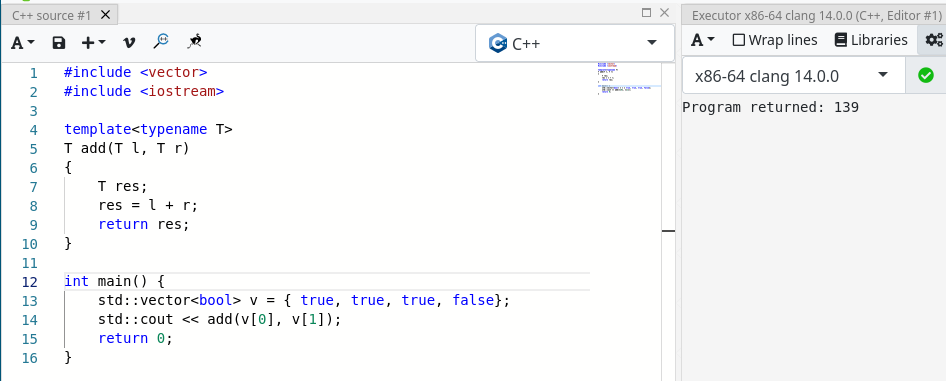 C++ source #1
A
C++
1 #include <vector>
2 #include <iostream>
3
4 template<typename T>
5 T add(T l, T r)
6 {
7     T res;
8     res = l + r;
9     return res;
10 }
11
12 int main() {
13     std::vector<bool> v = { true, true, true, false};
14     std::cout << add(v[0], v[1]);
15     return 0;
16 }
Executor x86-64 clang 14.0.0 (C++, Editor #1)
A Wrap lines Libraries
x86-64 clang 14.0.0
Program returned: 139